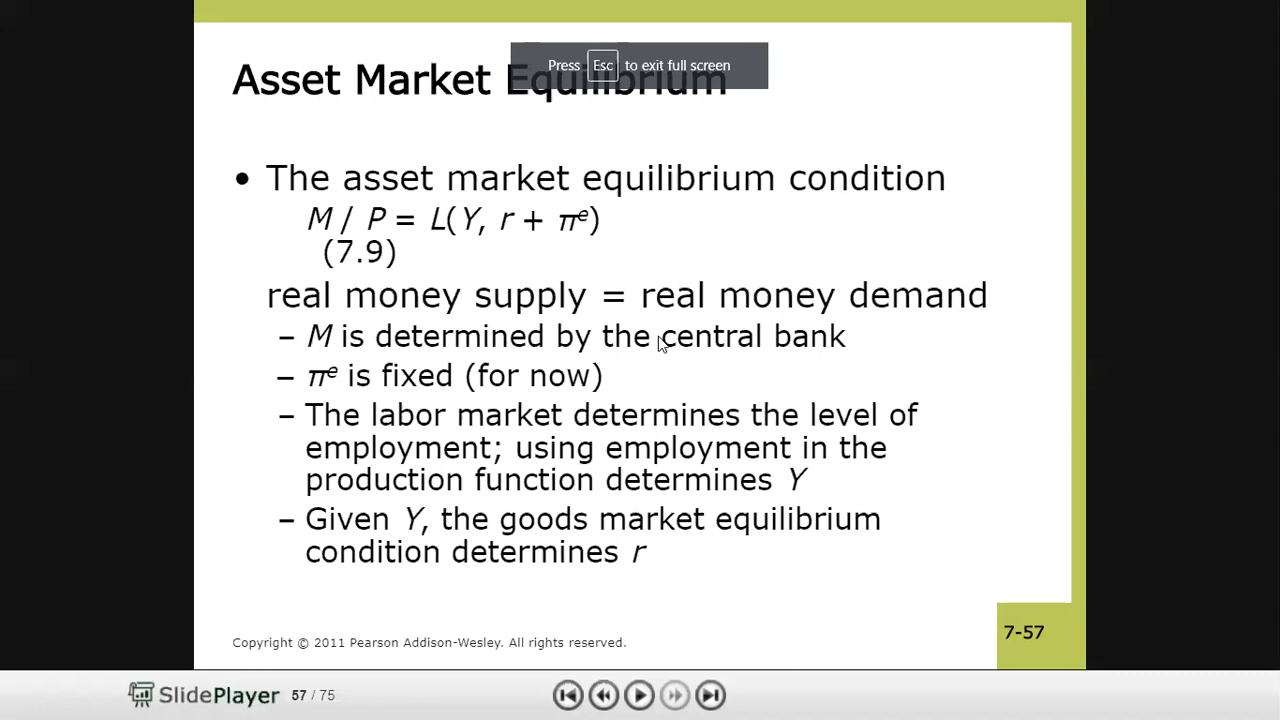 Press Esc to exit full screen
Asset Market Equilibrium
• The asset market equilibrium condition
M / P = L(Y, r + πᵉ)
(7.9)
real money supply = real money demand
– M is determined by the central bank
– πᵉ is fixed (for now)
– The labor market determines the level of
employment; using employment in the
production function determines Y
– Given Y, the goods market equilibrium
condition determines r
Copyright © 2011 Pearson Addison-Wesley. All rights reserved.
7-57
SlidePlayer 57 / 75